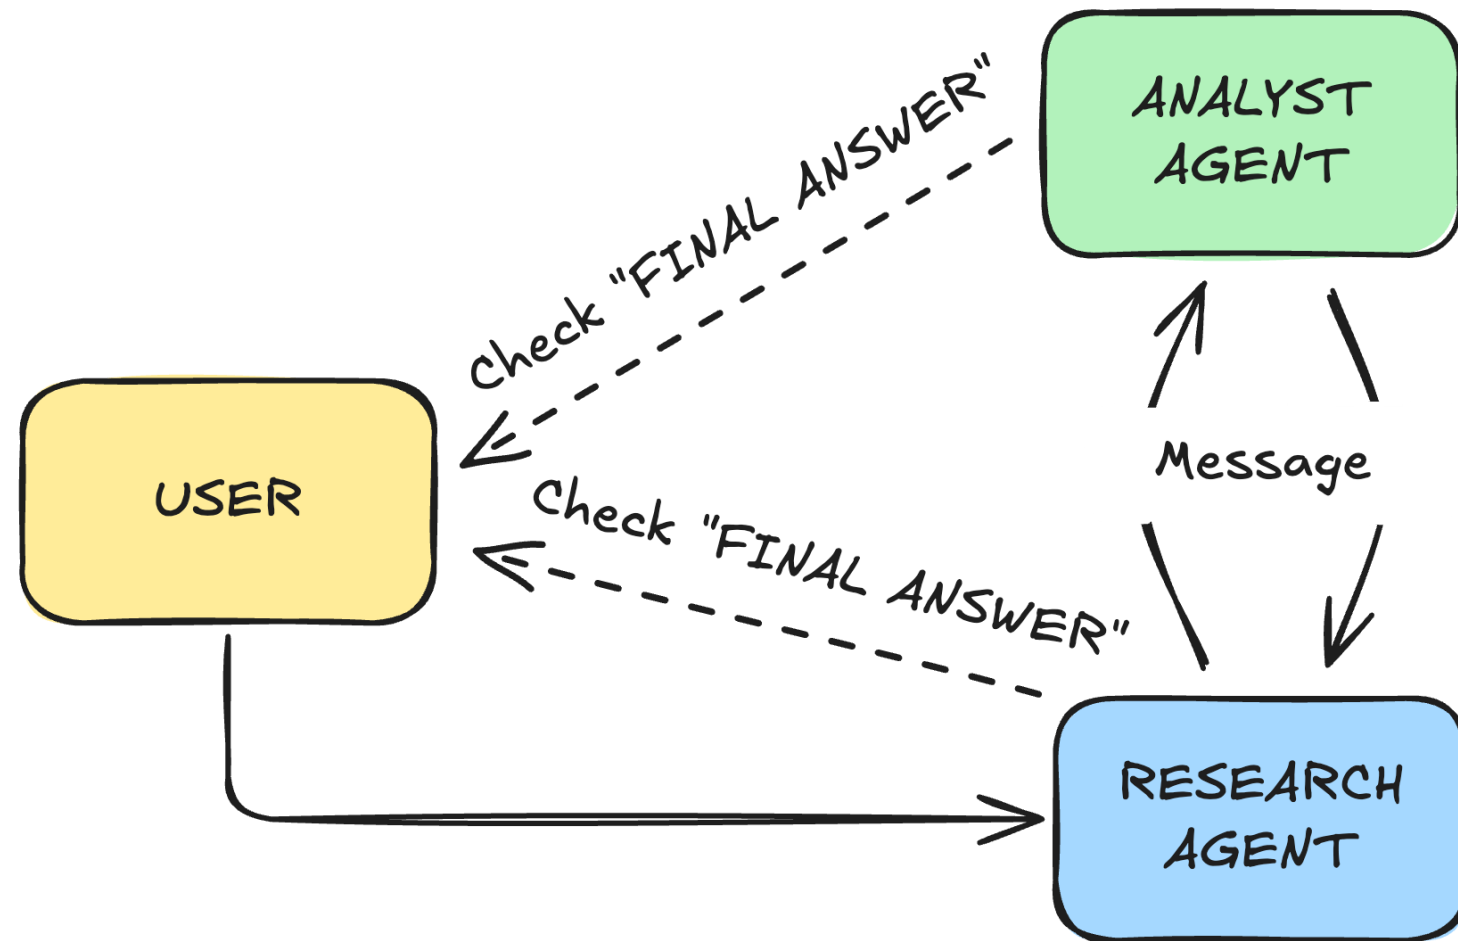 ANALYST
AGENT
Check "FINAL ANSWER"
Message
USER
Check "FINAL ANSWER"
RESEARCH
AGENT